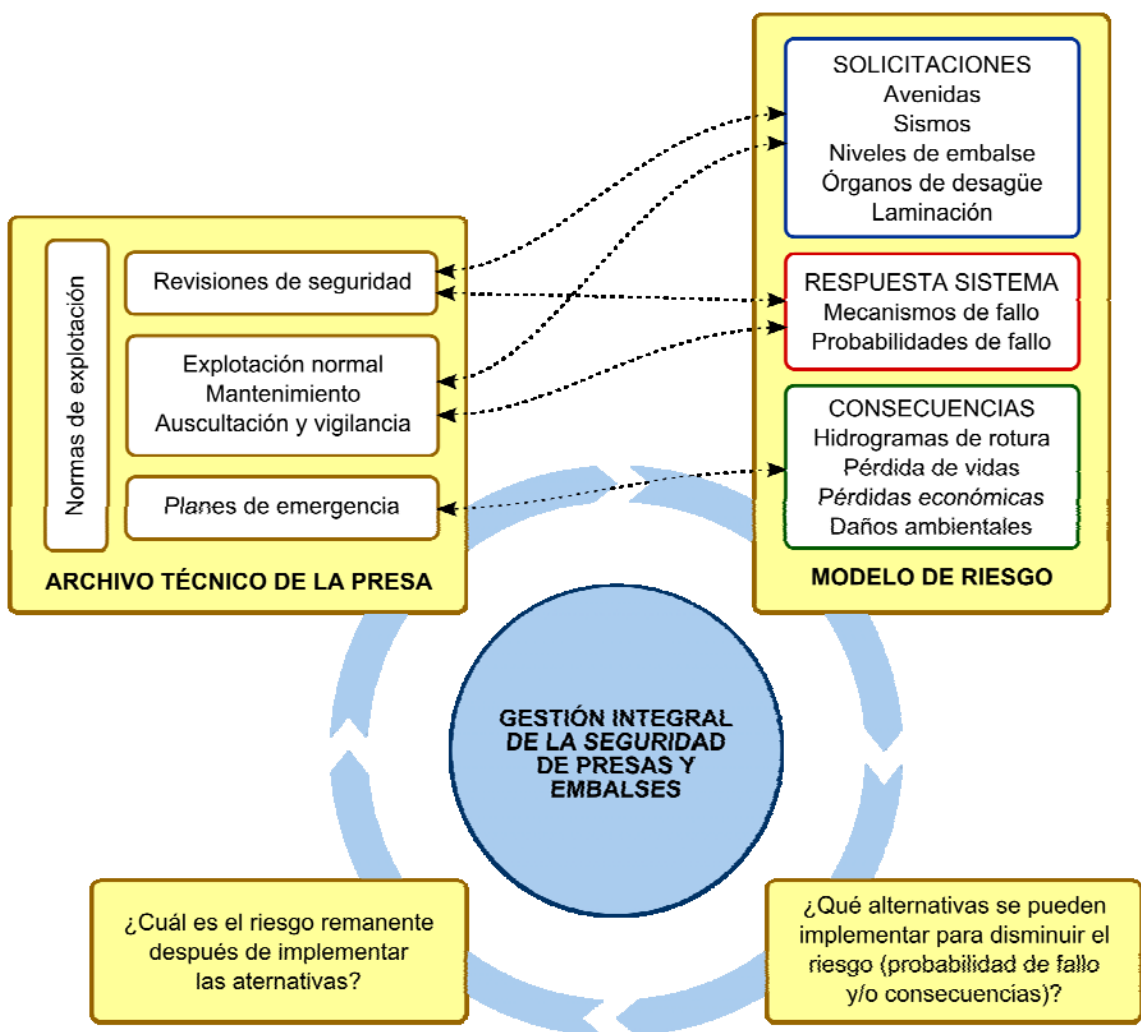 SOLICITACIONES
Avenidas
Sismos
Niveles de embalse
Órganos de desagüe
Laminación
RESPUESTA SISTEMA
Mecanismos de fallo
Probabilidades de fallo
CONSECUENCIAS
Hidrogramas de rotura
Pérdida de vidas
Pérdidas económicas
Daños ambientales
MODELO DE RIESGO
Normas de explotación
Revisiones de seguridad
Explotación normal
Mantenimiento
Auscultación y vigilancia
Planes de emergencia
ARCHIVO TÉCNICO DE LA PRESA
GESTIÓN INTEGRAL
DE LA SEGURIDAD
DE PRESAS Y
EMBALSES
¿Cuál es el riesgo remanente
después de implementar
las aternativas?
¿Qué alternativas se pueden
implementar para disminuir el
riesgo (probabilidad de fallo
y/o consecuencias)?